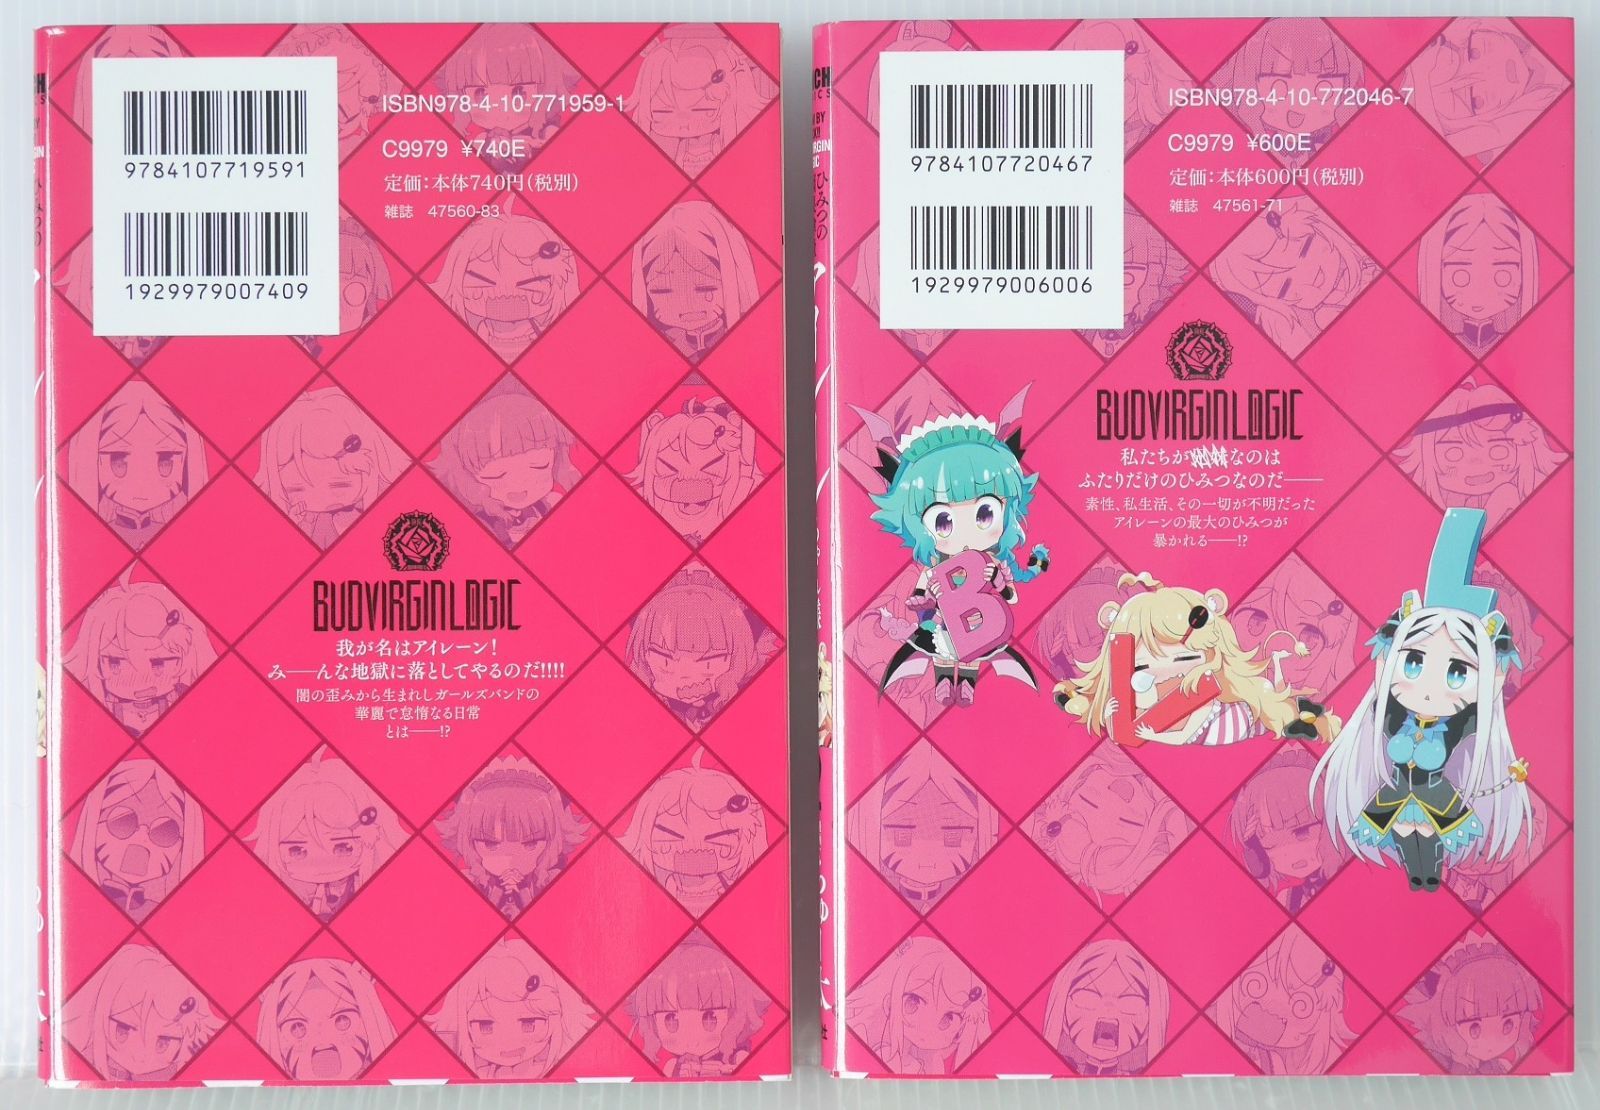 ISBN978-4-10-771959-1
9784107719591
C9979 ¥740E
定価：本体740円（税別）
雑誌 47560-83
1929979007409
BUDVIRGINLOGIC
我が名はアイレーン！
み――んな地獄に落としてやるのだ!!!!
闇の歪みから生まれしガールズバンドの
華麗で怠惰なる日常
とは――!?
ISBN978-4-10-772046-7
9784107720467
C9979 ¥600E
定価：本体600円（税別）
雑誌 47561-71
1929979006006
BUDVIRGINLOGIC
私たちがなのは
ふたりだけのひみつなのだ――
素性、私生活、その一切が不明だった
アイレーンの最大のひみつが
暴かれる――!?
B
L
L